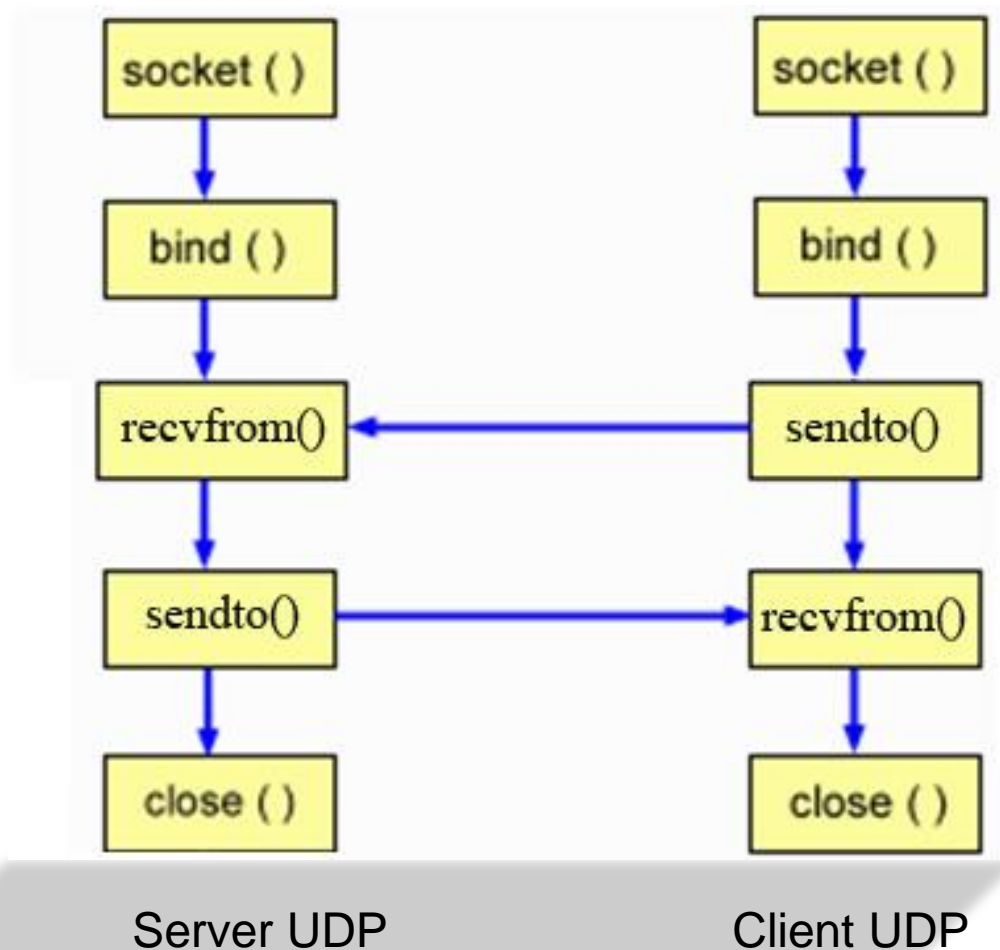 socket ( )
socket ( )
bind ( )
bind ( )
recvfrom()
sendto()
sendto()
recvfrom()
close ( )
close ( )
Server UDP
Client UDP